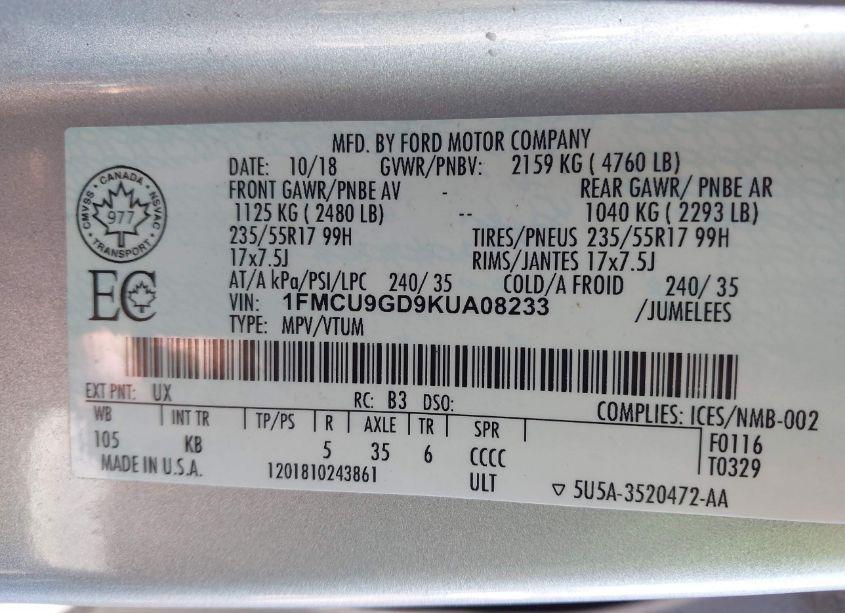 MFD. BY FORD MOTOR COMPANY
DATE: 10/18 GVWR/PNBV: 2159 KG ( 4760 LB)
FRONT GAWR/PNBE AV - REAR GAWR/ PNBE AR
1125 KG ( 2480 LB) -- 1040 KG ( 2293 LB)
235/55R17 99H TIRES/PNEUS 235/55R17 99H
17x7.5J RIMS/JANTES 17x7.5J
AT/A kPa/PSI/LPC 240/ 35 COLD/A FROID 240/ 35
VIN: 1FMCU9GD9KUA08233 /JUMELEES
TYPE: MPV/VTUM
CANADA
CMVSS 977 NSVAC
TRANSPORT
EC
EXT PNT: UX RC: B3 DSO: COMPLIES: ICES/NMB-002
WB INT TR TP/PS R AXLE TR SPR F0116
105 KB 5 35 6 CCCC T0329
MADE IN U.S.A. 1201810243861 ULT 5U5A-3520472-AA